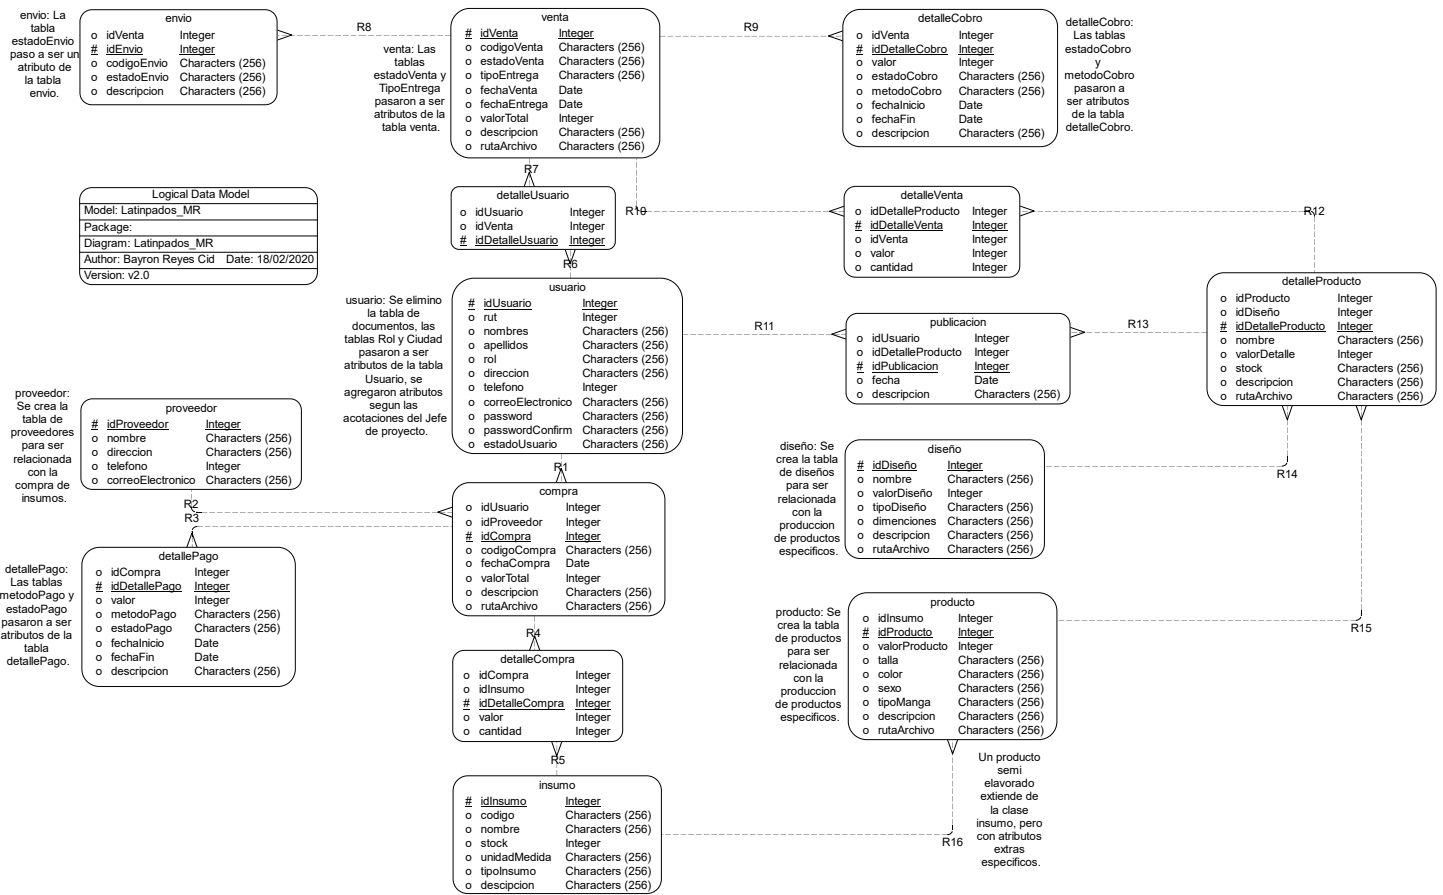 envio: La
tabla
estadoEnvio
paso a ser un
atributo de
la tabla
envio.
envio
o idVenta Integer
# idEnvio Integer
o codigoEnvio Characters (256)
o estadoEnvio Characters (256)
o descripcion Characters (256)
R8
venta: Las
tablas
estadoVenta y
TipoEntrega
pasaron a ser
atributos de la
tabla venta.
venta
# idVenta Integer
o codigoVenta Characters (256)
o estadoVenta Characters (256)
o tipoEntrega Characters (256)
o fechaVenta Date
o fechaEntrega Date
o valorTotal Integer
o descripcion Characters (256)
o rutaArchivo Characters (256)
R9
detalleCobro
o idVenta Integer
# idDetalleCobro Integer
o valor Integer
o estadoCobro Characters (256)
o metodoCobro Characters (256)
o fechaInicio Date
o fechaFin Date
o descripcion Characters (256)
detalleCobro:
Las tablas
estadoCobro
y
metodoCobro
pasaron a
ser atributos
de la tabla
detalleCobro.
Logical Data Model
Model: Latinpados_MR
Package:
Diagram: Latinpados_MR
Author: Bayron Reyes Cid Date: 18/02/2020
Version: v2.0
R7
detalleUsuario
o idUsuario Integer
o idVenta Integer
# idDetalleUsuario Integer
R10
detalleVenta
o idDetalleProducto Integer
# idDetalleVenta Integer
o idVenta Integer
o valor Integer
o cantidad Integer
R12
R6
usuario: Se elimino
la tabla de
documentos, las
tablas Rol y Ciudad
pasaron a ser
atributos de la tabla
Usuario, se
agregaron atributos
segun las
acotaciones del Jefe
de proyecto.
usuario
# idUsuario Integer
o rut Integer
o nombres Characters (256)
o apellidos Characters (256)
o rol Characters (256)
o direccion Characters (256)
o telefono Integer
o correoElectronico Characters (256)
o password Characters (256)
o passwordConfirm Characters (256)
o estadoUsuario Characters (256)
R11
publicacion
o idUsuario Integer
o idDetalleProducto Integer
# idPublicacion Integer
o fecha Date
o descripcion Characters (256)
R13
detalleProducto
o idProducto Integer
o idDiseño Integer
# idDetalleProducto Integer
o nombre Characters (256)
o valorDetalle Integer
o stock Characters (256)
o descripcion Characters (256)
o rutaArchivo Characters (256)
proveedor:
Se crea la
tabla de
proveedores
para ser
relacionada
con la
compra de
insumos.
proveedor
# idProveedor Integer
o nombre Characters (256)
o direccion Characters (256)
o telefono Integer
o correoElectronico Characters (256)
R2
R3
R1
compra
o idUsuario Integer
o idProveedor Integer
# idCompra Integer
o codigoCompra Characters (256)
o fechaCompra Date
o valorTotal Integer
o descripcion Characters (256)
o rutaArchivo Characters (256)
diseño: Se
crea la tabla
de diseños
para ser
relacionada
con la
produccion
de productos
especificos.
diseño
# idDiseño Integer
o nombre Characters (256)
o valorDiseño Integer
o tipoDiseño Characters (256)
o dimenciones Characters (256)
o descripcion Characters (256)
o rutaArchivo Characters (256)
R14
detallePago:
Las tablas
metodoPago y
estadoPago
pasaron a ser
atributos de la
tabla
detallePago.
detallePago
o idCompra Integer
# idDetallePago Integer
o valor Integer
o metodoPago Characters (256)
o estadoPago Characters (256)
o fechaInicio Date
o fechaFin Date
o descripcion Characters (256)
R4
detalleCompra
o idCompra Integer
o idInsumo Integer
# idDetalleCompra Integer
o valor Integer
o cantidad Integer
producto: Se
crea la tabla
de productos
para ser
relacionada
con la
produccion
de productos
especificos.
producto
o idInsumo Integer
# idProducto Integer
o valorProducto Integer
o talla Characters (256)
o color Characters (256)
o sexo Characters (256)
o tipoManga Characters (256)
o descripcion Characters (256)
o rutaArchivo Characters (256)
R15
R5
insumo
# idInsumo Integer
o codigo Characters (256)
o nombre Characters (256)
o stock Integer
o unidadMedida Characters (256)
o tipoInsumo Characters (256)
o descipcion Characters (256)
R16
Un producto
semi
elavorado
extiende de
la clase
insumo, pero
con atributos
extras
especificos.